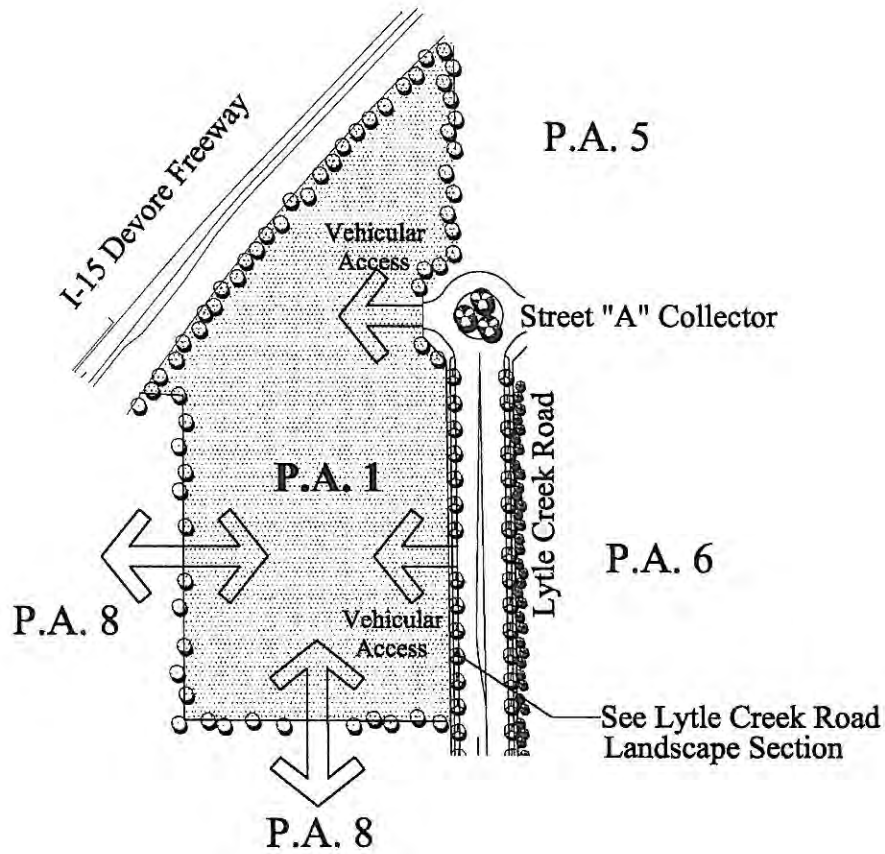 P.A. 5
I-15 Devore Freeway
Vehicular
Access
Street "A" Collector
P.A. 1
Lytle Creek Road
P.A. 6
P.A. 8
Vehicular
Access
See Lytle Creek Road
Landscape Section
P.A. 8